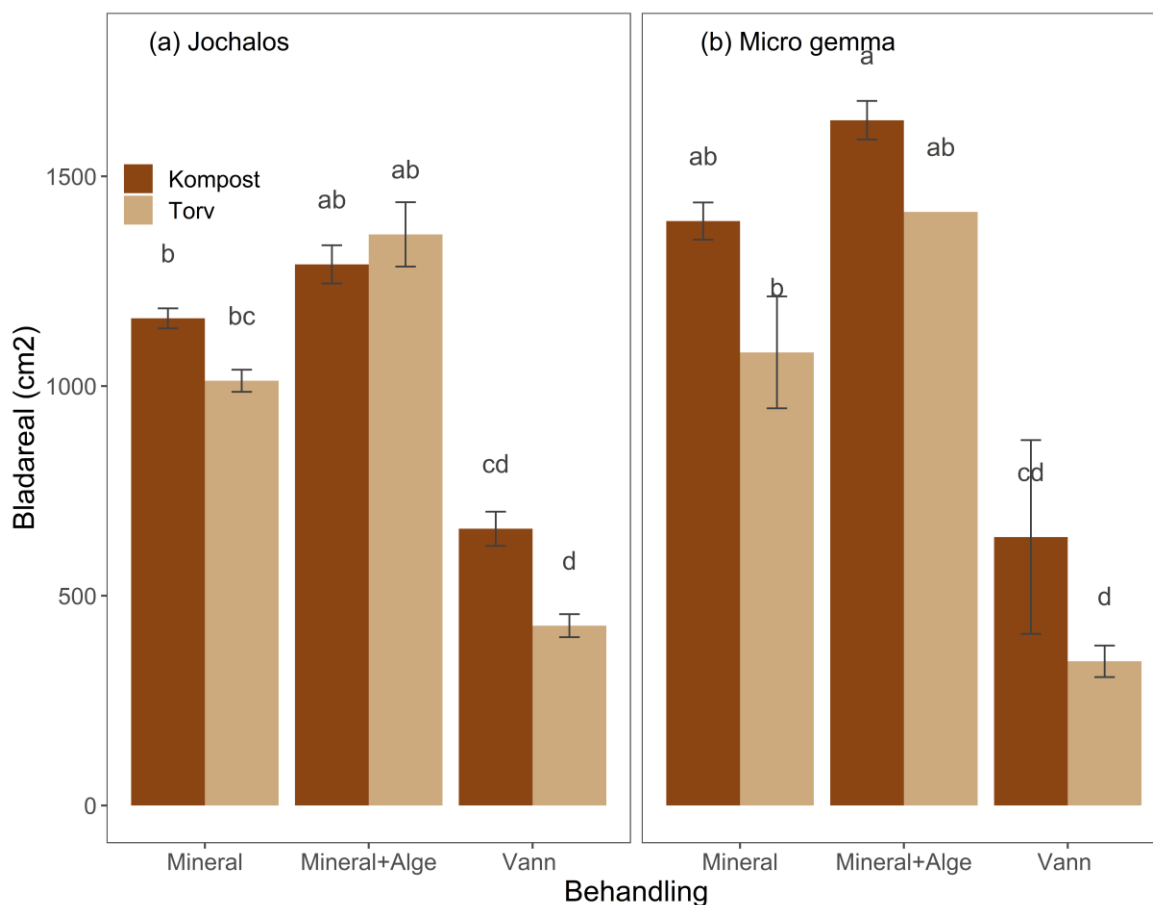 (a) Jochalos
(b) Micro gemma
Kompost
Torv
b
bc
ab
ab
cd
d
ab
b
a
ab
cd
d
1500
1000
500
0
Bladareal (cm2)
Mineral
Mineral+Alge
Vann
Mineral
Mineral+Alge
Vann
Behandling